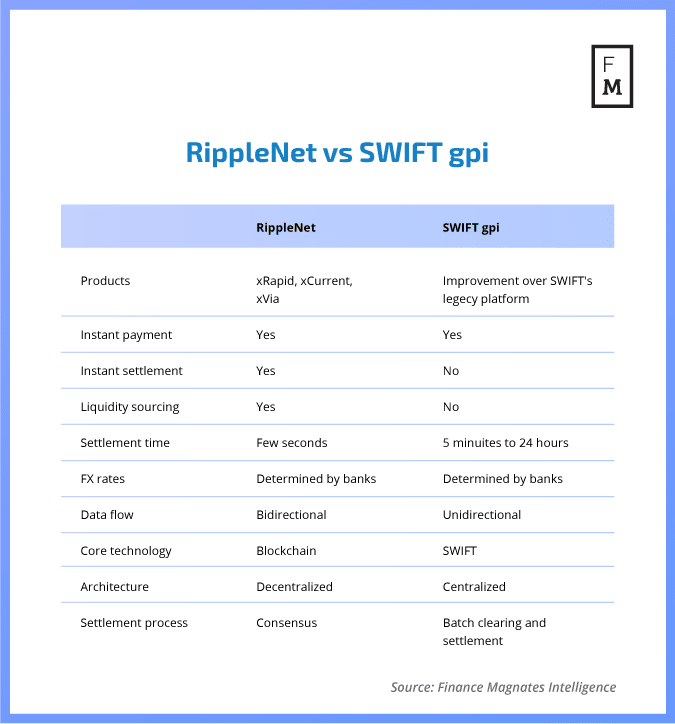 F
M
RippleNet vs SWIFT gpi
RippleNet SWIFT gpi
Products xRapid, xCurrent, Improvement over SWIFT's
xVia legacy platform
Instant payment Yes Yes
Instant settlement Yes No
Liquidity sourcing Yes No
Settlement time Few seconds 5 minuites to 24 hours
FX rates Determined by banks Determined by banks
Data flow Bidirectional Unidirectional
Core technology Blockchain SWIFT
Architecture Decentralized Centralized
Settlement process Consensus Batch clearing and
settlement
Source: Finance Magnates Intelligence